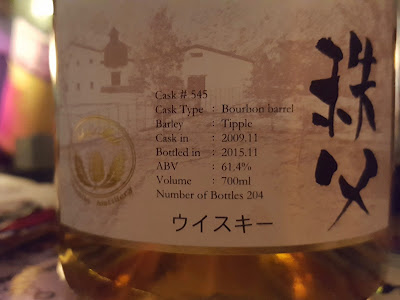 Cask # 545
Cask Type : Bourbon barrel
Barley : Tipple
Cask in : 2009.11
Bottled in : 2015.11
ABV : 61.4%
Volume : 700ml
Number of Bottles 204
ウイスキー
秩父